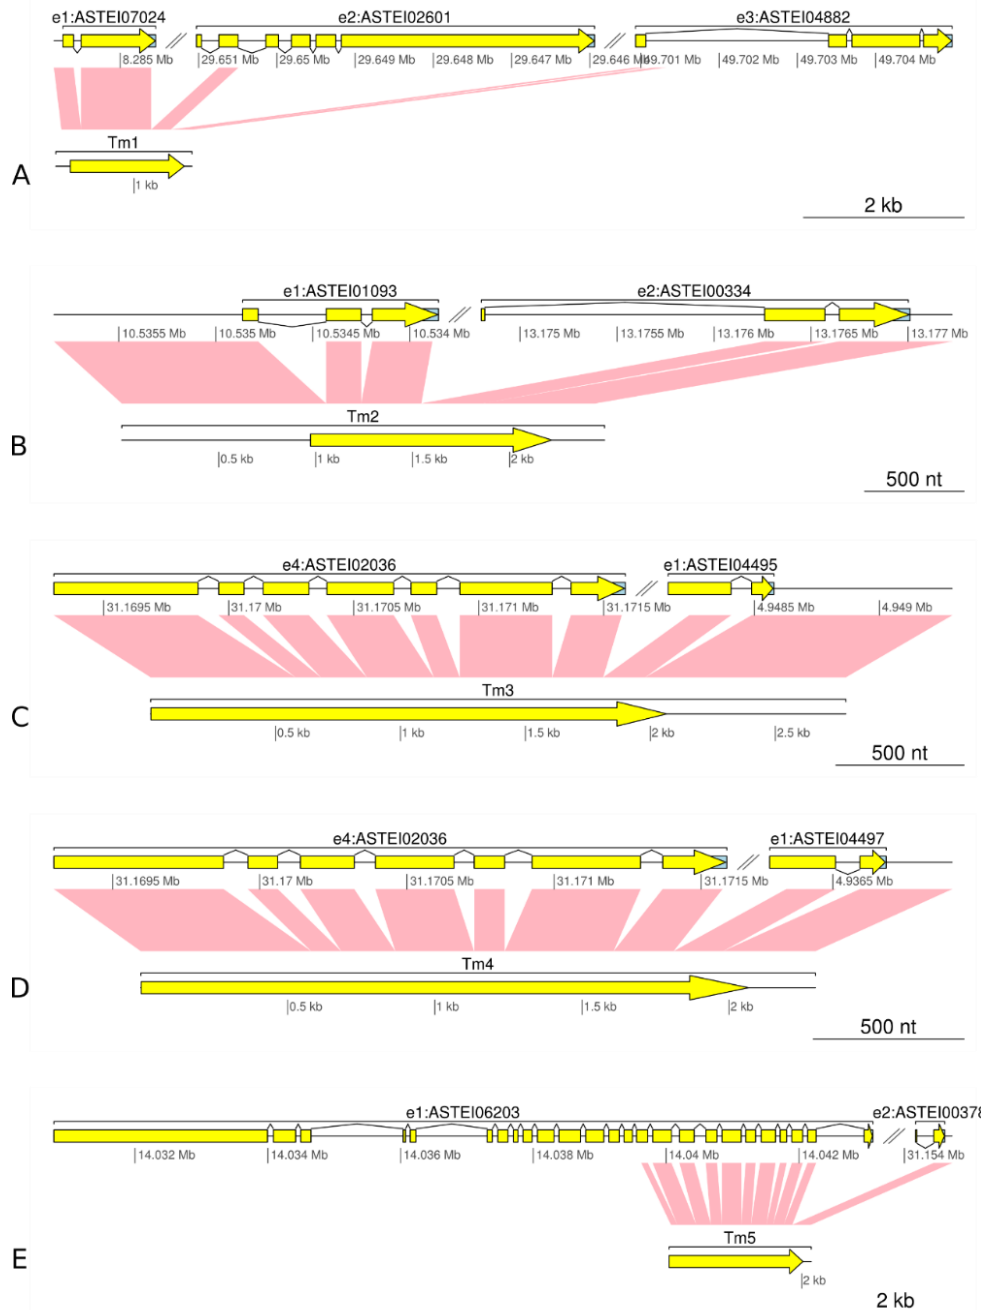 e1:ASTEI07024 e2:ASTEI02601 e3:ASTEI04882
8.285 Mb 29.651 Mb 29.65 Mb 29.649 Mb 29.648 Mb 29.647 Mb 29.646 Mb 49.701 Mb 49.702 Mb 49.703 Mb 49.704 Mb
Tm1
A
1 kb
2 kb
e1:ASTEI01093 e2:ASTEI00334
10.5355 Mb 10.535 Mb 10.5345 Mb 10.534 Mb 13.175 Mb 13.1755 Mb 13.176 Mb 13.1765 Mb 13.177 Mb
Tm2
B
0.5 kb 1 kb 1.5 kb 2 kb
500 nt
e4:ASTEI02036 e1:ASTEI04495
31.1695 Mb 31.17 Mb 31.1705 Mb 31.171 Mb 31.1715 Mb 4.9485 Mb 4.949 Mb
Tm3
C
0.5 kb 1 kb 1.5 kb 2 kb 2.5 kb
500 nt
e4:ASTEI02036 e1:ASTEI04497
31.1695 Mb 31.17 Mb 31.1705 Mb 31.171 Mb 31.1715 Mb 4.9365 Mb
Tm4
D
0.5 kb 1 kb 1.5 kb 2 kb
500 nt
e1:ASTEI06203 e2:ASTEI00378
14.032 Mb 14.034 Mb 14.036 Mb 14.038 Mb 14.04 Mb 14.042 Mb 31.154 Mb
Tm5
E
2 kb
2 kb